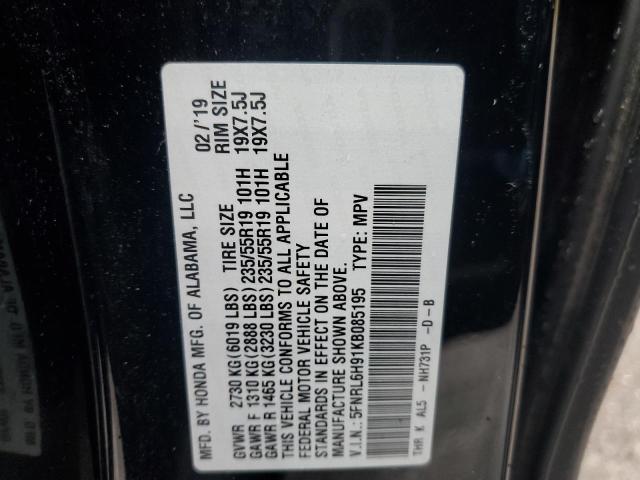 MFD. BY HONDA MFG. OF ALABAMA, LLC 02/'19
TIRE SIZE RIM SIZE
GVWR 2730 KG(6019 LBS)
GAWR F 1310 KG(2888 LBS) 235/55R19 101H 19X7.5J
GAWR R 1465 KG(3230 LBS) 235/55R19 101H 19X7.5J
THIS VEHICLE CONFORMS TO ALL APPLICABLE
FEDERAL MOTOR VEHICLE SAFETY
STANDARDS IN EFFECT ON THE DATE OF
MANUFACTURE SHOWN ABOVE.
V.I.N.: 5FNRL6H91KB085195 TYPE: MPV
THR K AL5 -NH731P -D-B